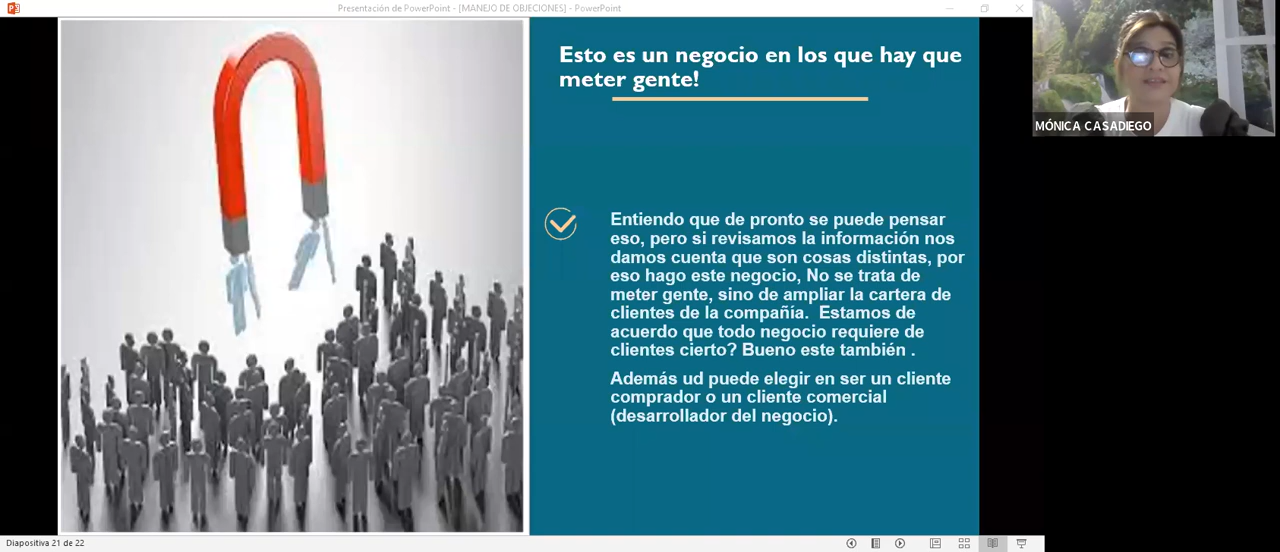 Presentación de PowerPoint - [MANEJO DE OBJECIONES] - PowerPoint
Esto es un negocio en los que hay que
meter gente!
MÓNICA CASADIEGO
Entiendo que de pronto se puede pensar
eso, pero si revisamos la información nos
damos cuenta que son cosas distintas, por
eso hago este negocio, No se trata de
meter gente, sino de ampliar la cartera de
clientes de la compañía. Estamos de
acuerdo que todo negocio requiere de
clientes cierto? Bueno este también .
Además ud puede elegir en ser un cliente
comprador o un cliente comercial
(desarrollador del negocio).
Diapositiva 21 de 22